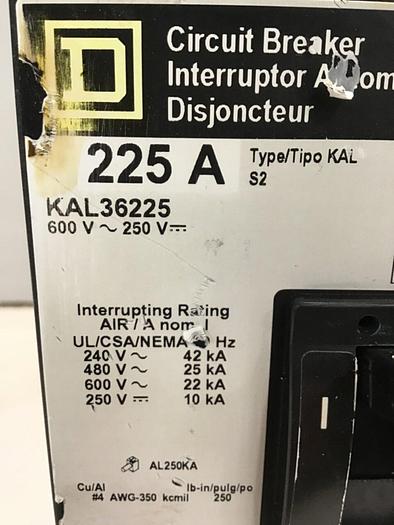 D
Circuit Breaker
Interruptor
Disjoncteur
225 A
Type/Tipo KAL
S2
KAL36225
600 V ~ 250 V ⎓
Interrupting Rating
AIR / A
UL/CSA/NEMA Hz
240 V ~ 42 kA
480 V ~ 25 kA
600 V ~ 22 kA
250 V ⎓ 10 kA
AL250KA
Cu/Al lb-in/pulg/po
#4 AWG-350 kcmil 250